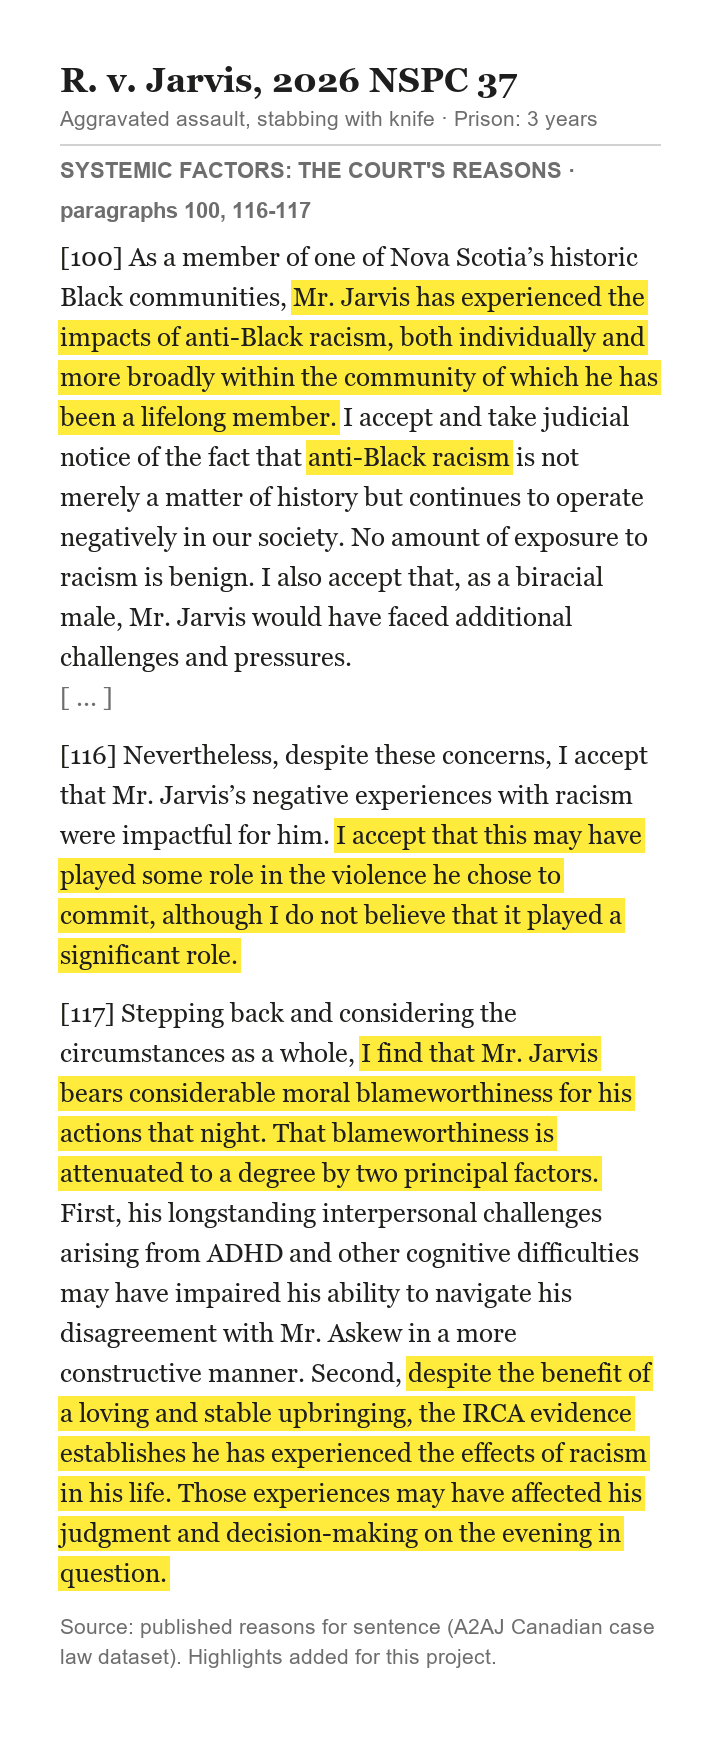 R. v. Jarvis, 2026 NSPC 37
Aggravated assault, stabbing with knife · Prison: 3 years
SYSTEMIC FACTORS: THE COURT'S REASONS ·
paragraphs 100, 116-117
[100] As a member of one of Nova Scotia’s historic
Black communities, Mr. Jarvis has experienced the
impacts of anti-Black racism, both individually and
more broadly within the community of which he has
been a lifelong member. I accept and take judicial
notice of the fact that anti-Black racism is not
merely a matter of history but continues to operate
negatively in our society. No amount of exposure to
racism is benign. I also accept that, as a biracial
male, Mr. Jarvis would have faced additional
challenges and pressures.
[ ... ]
[116] Nevertheless, despite these concerns, I accept
that Mr. Jarvis’s negative experiences with racism
were impactful for him. I accept that this may have
played some role in the violence he chose to
commit, although I do not believe that it played a
significant role.
[117] Stepping back and considering the
circumstances as a whole, I find that Mr. Jarvis
bears considerable moral blameworthiness for his
actions that night. That blameworthiness is
attenuated to a degree by two principal factors.
First, his longstanding interpersonal challenges
arising from ADHD and other cognitive difficulties
may have impaired his ability to navigate his
disagreement with Mr. Askew in a more
constructive manner. Second, despite the benefit of
a loving and stable upbringing, the IRCA evidence
establishes he has experienced the effects of racism
in his life. Those experiences may have affected his
judgment and decision-making on the evening in
question.
Source: published reasons for sentence (A2AJ Canadian case
law dataset). Highlights added for this project.